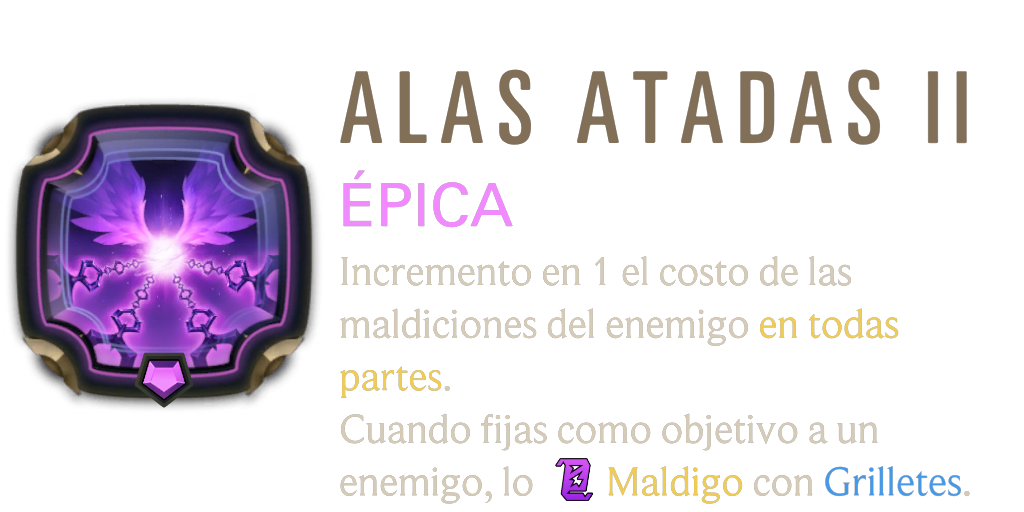 ALAS ATADAS II
ÉPICA
Incremento en 1 el costo de las
maldiciones del enemigo en todas
partes.
Cuando fijas como objetivo a un
enemigo, lo Maldigo con Grilletes.